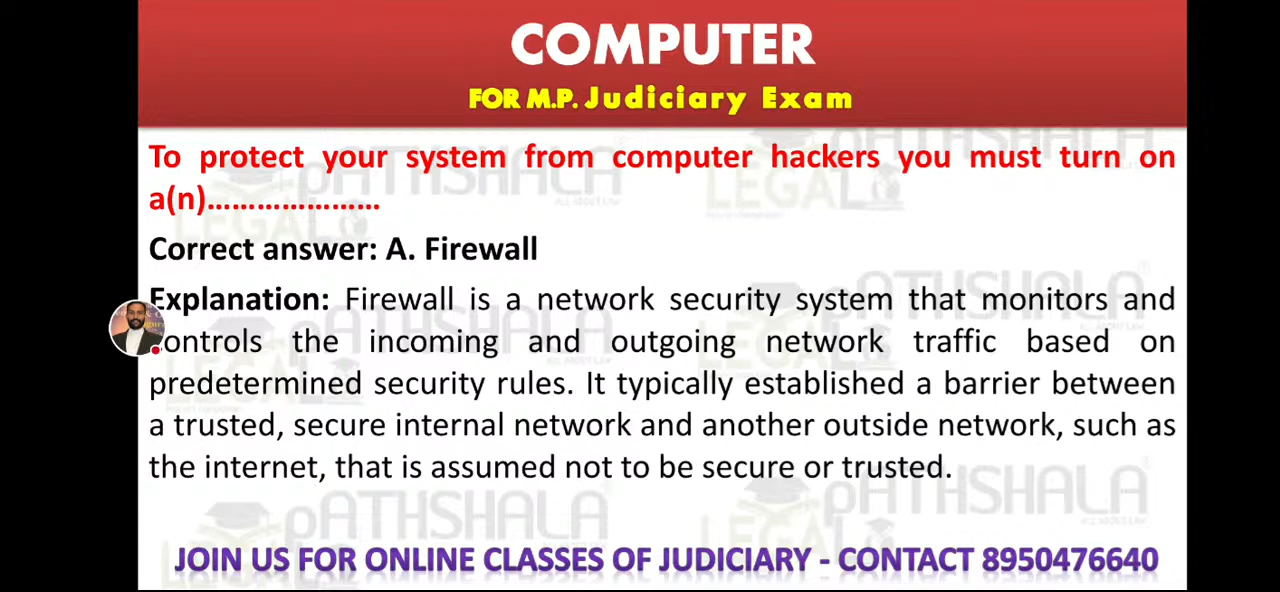 COMPUTER
FOR M.P. Judiciary Exam
To protect your system from computer hackers you must turn on
a(n).....................
Correct answer: A. Firewall
Explanation: Firewall is a network security system that monitors and
controls the incoming and outgoing network traffic based on
predetermined security rules. It typically established a barrier between
a trusted, secure internal network and another outside network, such as
the internet, that is assumed not to be secure or trusted.
JOIN US FOR ONLINE CLASSES OF JUDICIARY - CONTACT 8950476640